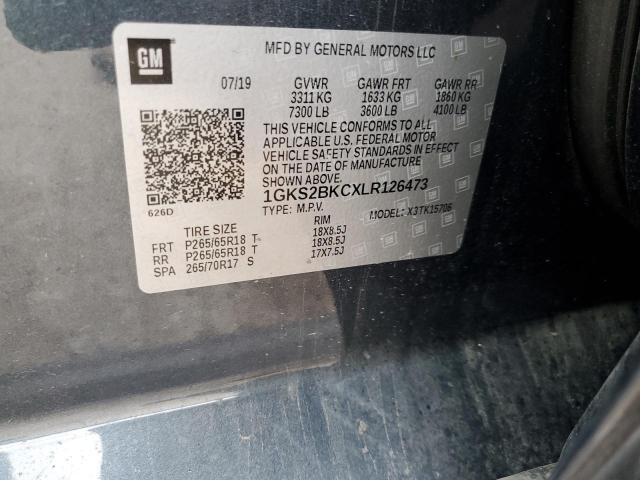 GM
MFD BY GENERAL MOTORS LLC
07/19 GVWR GAWR FRT GAWR RR
3311 KG 1633 KG 1860 KG
7300 LB 3600 LB 4100 LB
THIS VEHICLE CONFORMS TO ALL
APPLICABLE U.S. FEDERAL MOTOR
VEHICLE SAFETY STANDARDS IN EFFECT
ON THE DATE OF MANUFACTURE
SHOWN ABOVE.
1GKS2BKCXLR126473
626D
TYPE: M.P.V. MODEL: X3TK15706
TIRE SIZE RIM
FRT P265/65R18 T 18X8.5J
RR P265/65R18 T 18X8.5J
SPA 265/70R17 S 17X7.5J